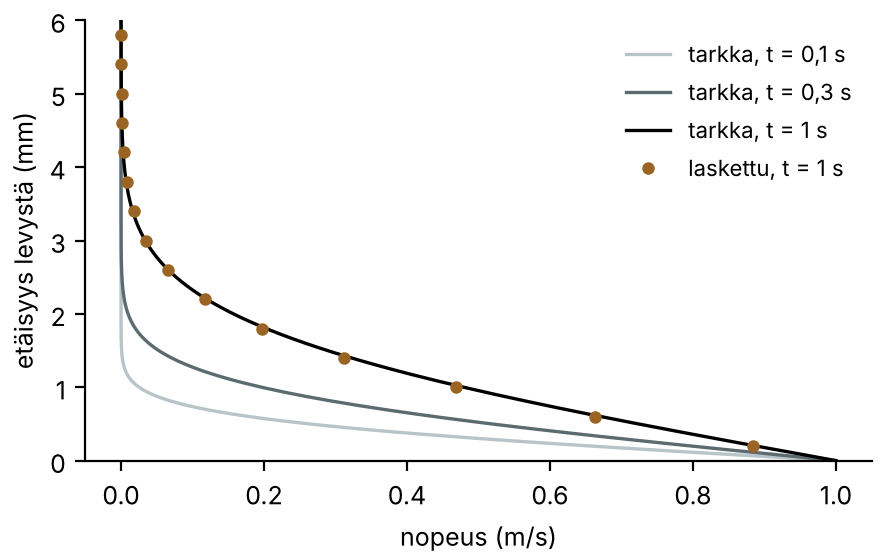 6
5
4
3
2
1
0
etäisyys levystä (mm)
tarkka, t = 0,1 s
tarkka, t = 0,3 s
tarkka, t = 1 s
laskettu, t = 1 s
0.0 0.2 0.4 0.6 0.8 1.0
nopeus (m/s)